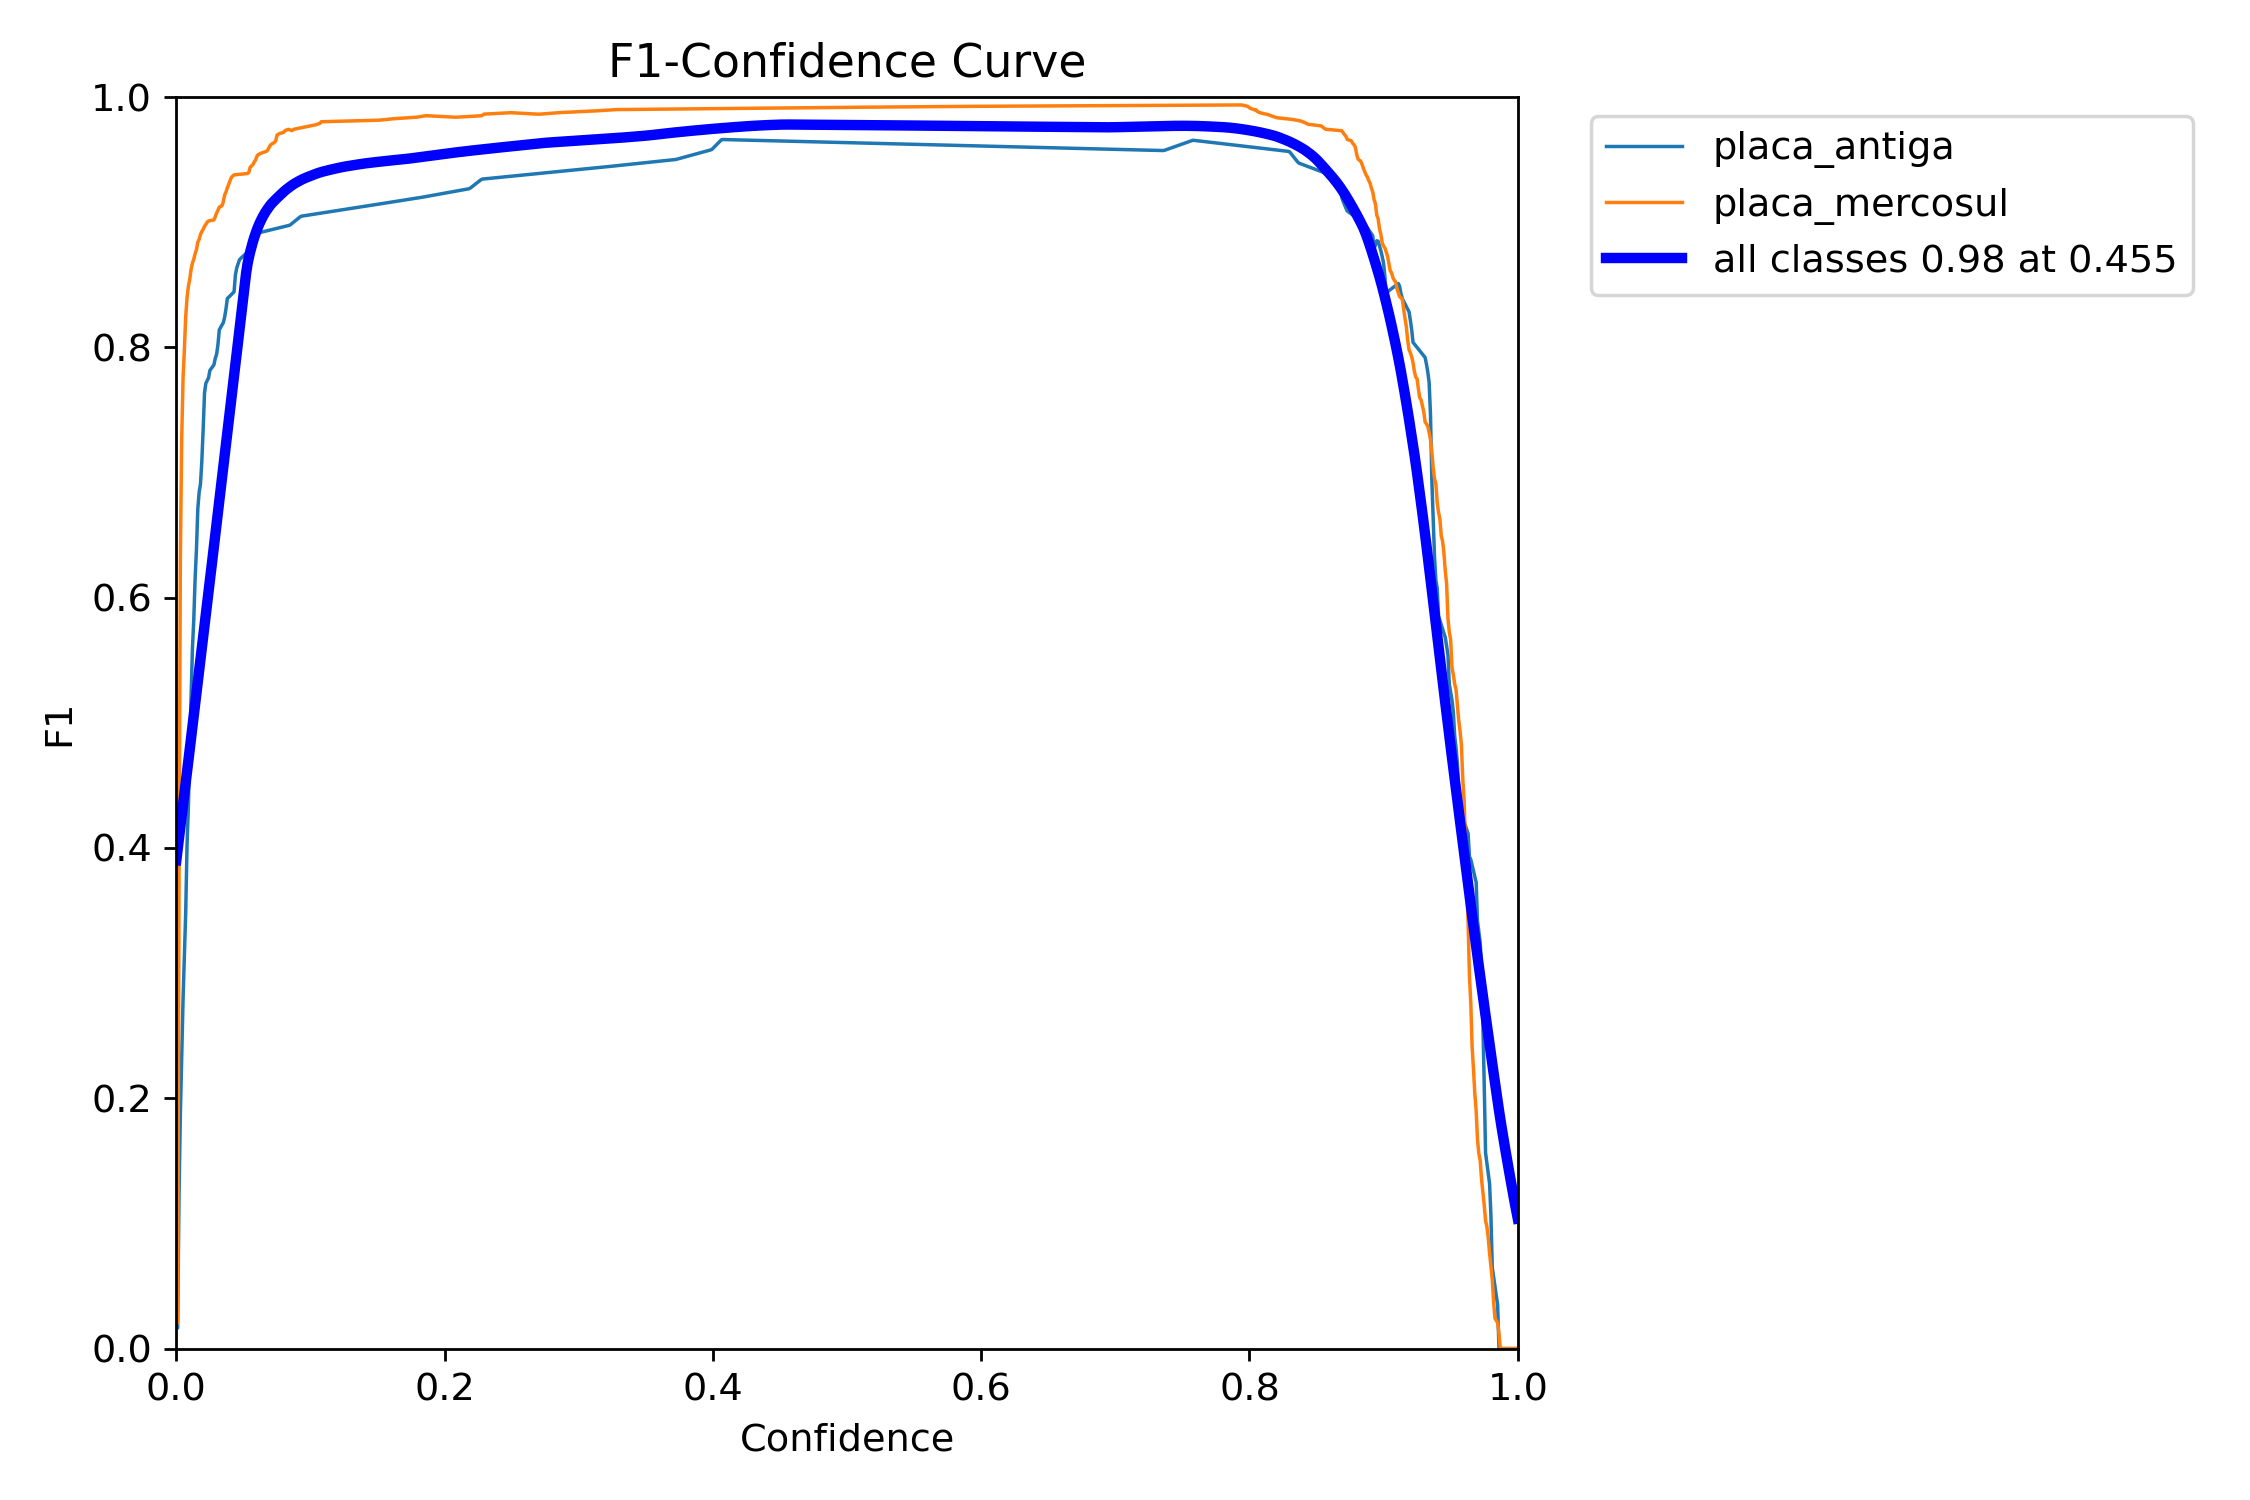 F1-Confidence Curve
1.0
0.8
0.6
0.4
0.2
0.0
F1
0.0 0.2 0.4 0.6 0.8 1.0
Confidence
placa_antiga
placa_mercosul
all classes 0.98 at 0.455